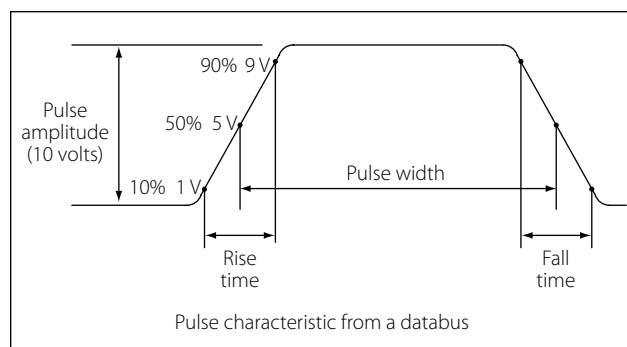 90% 9 V
Pulse
amplitude
(10 volts)
50% 5 V
Pulse width
10% 1 V
Rise
time
Fall
time
Pulse characteristic from a databus